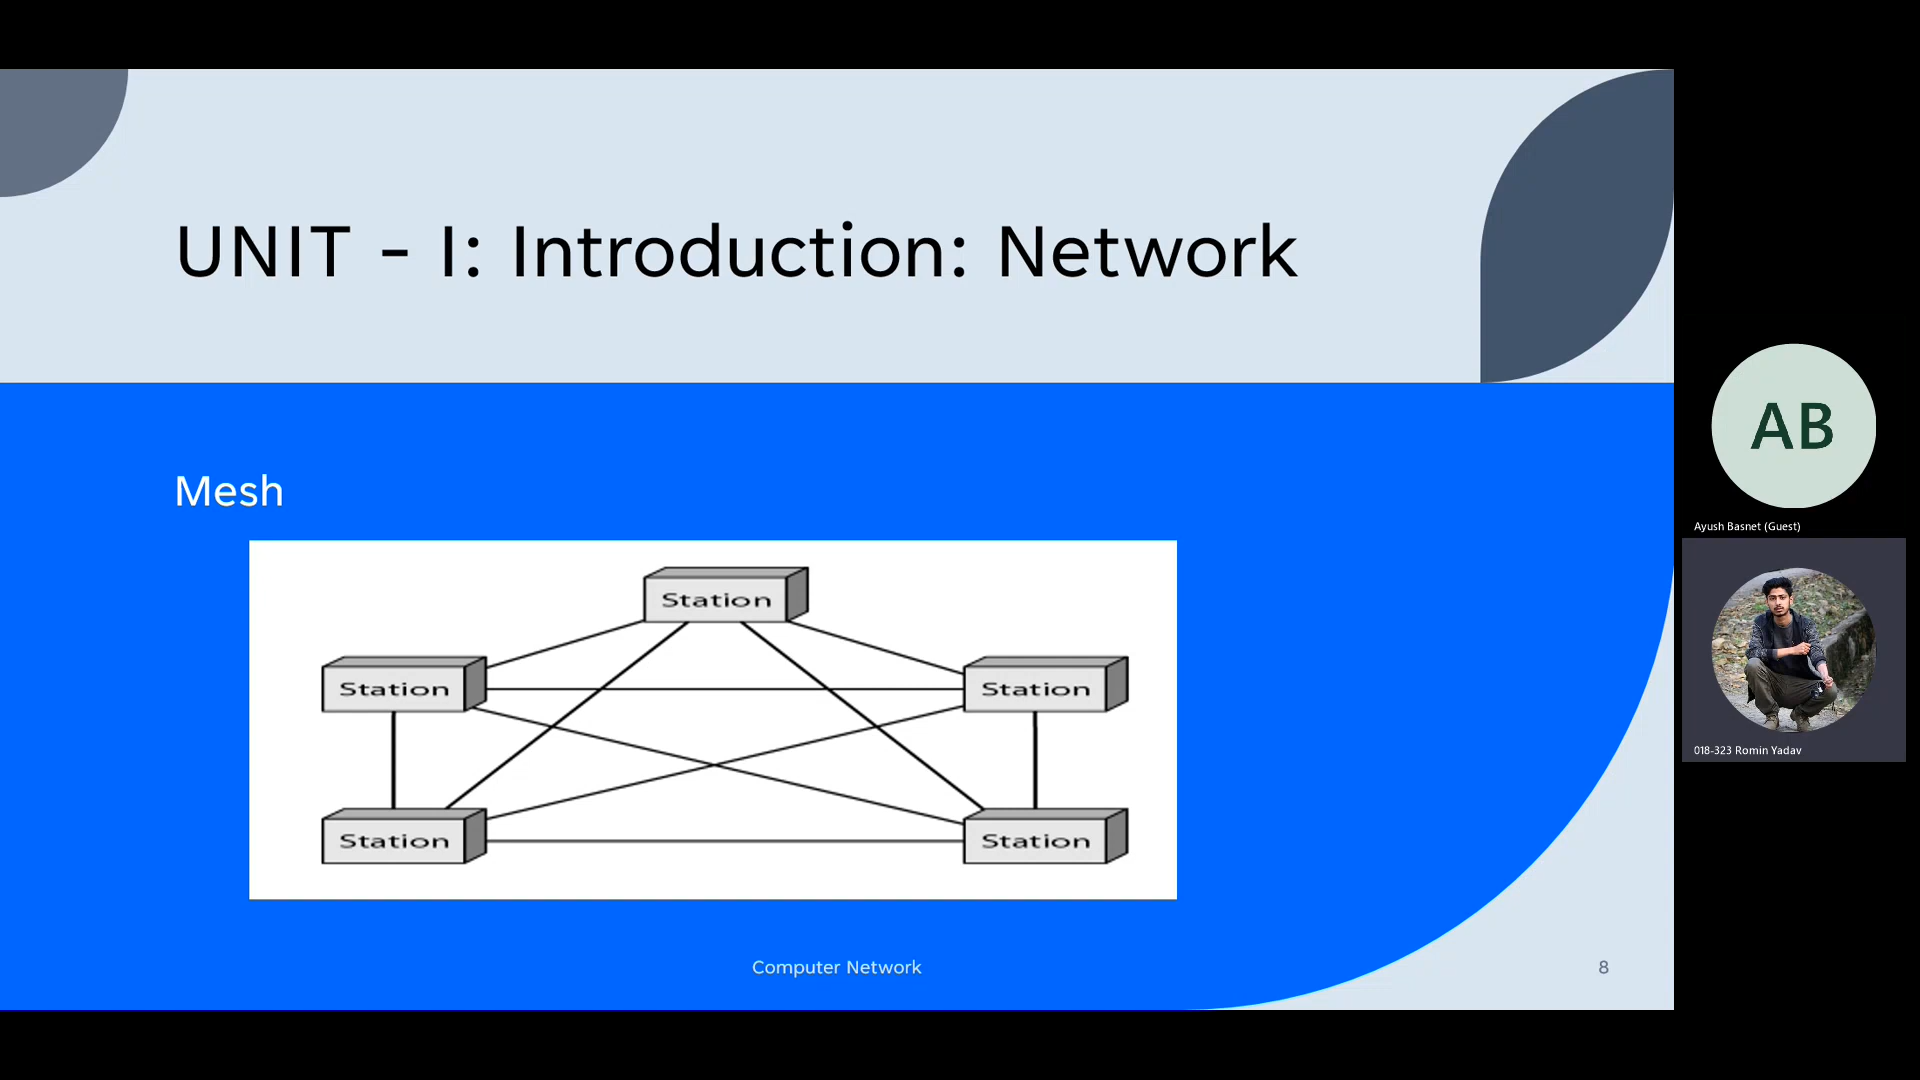 UNIT - I: Introduction: Network
Mesh
Station
Station
Station
Station
Station
Computer Network
8
AB
Ayush Basnet (Guest)
018-323 Romin Yadav